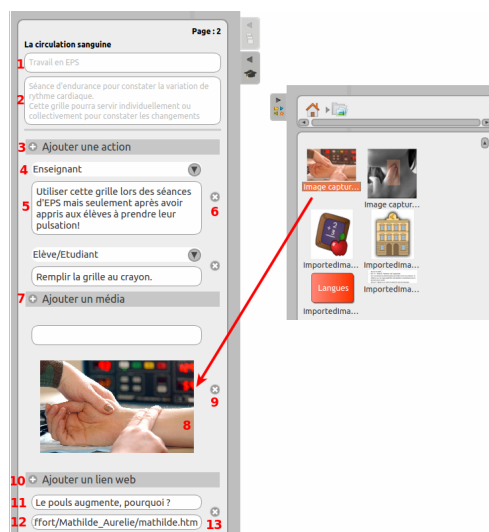 Page : 2
La circulation sanguine
1 Travail en EPS
2 Séance d'endurance pour constater la variation de
rythme cardiaque.
Cette grille pourra servir individuellement ou
collectivement pour constater les changements
3 Ajouter une action
4 Enseignant
5 Utiliser cette grille lors des séances
d'EPS mais seulement après avoir
appris aux élèves à prendre leur
pulsation!
6
Elève/Etudiant
Remplir la grille au crayon.
7 Ajouter un média
8
9
10 Ajouter un lien web
11 Le pouls augmente, pourquoi ?
12 ffort/Mathilde_Aurelie/mathilde.htm 13
Image captur...
Image captur...
ImportedIma...
ImportedIma...
Langues
ImportedIma...
ImportedIma...